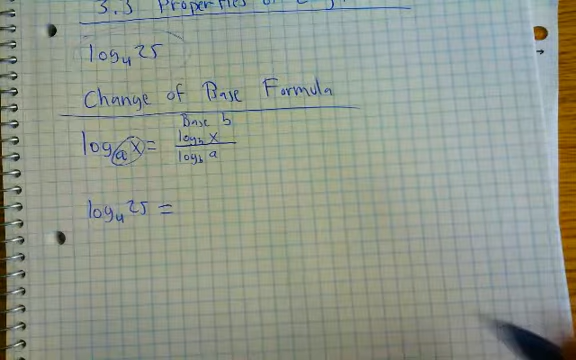 3.3 Properties of
log₄ 25
Change of Base Formula
Base b
logₐ x = log_b x / log_b a
log₄ 25 =